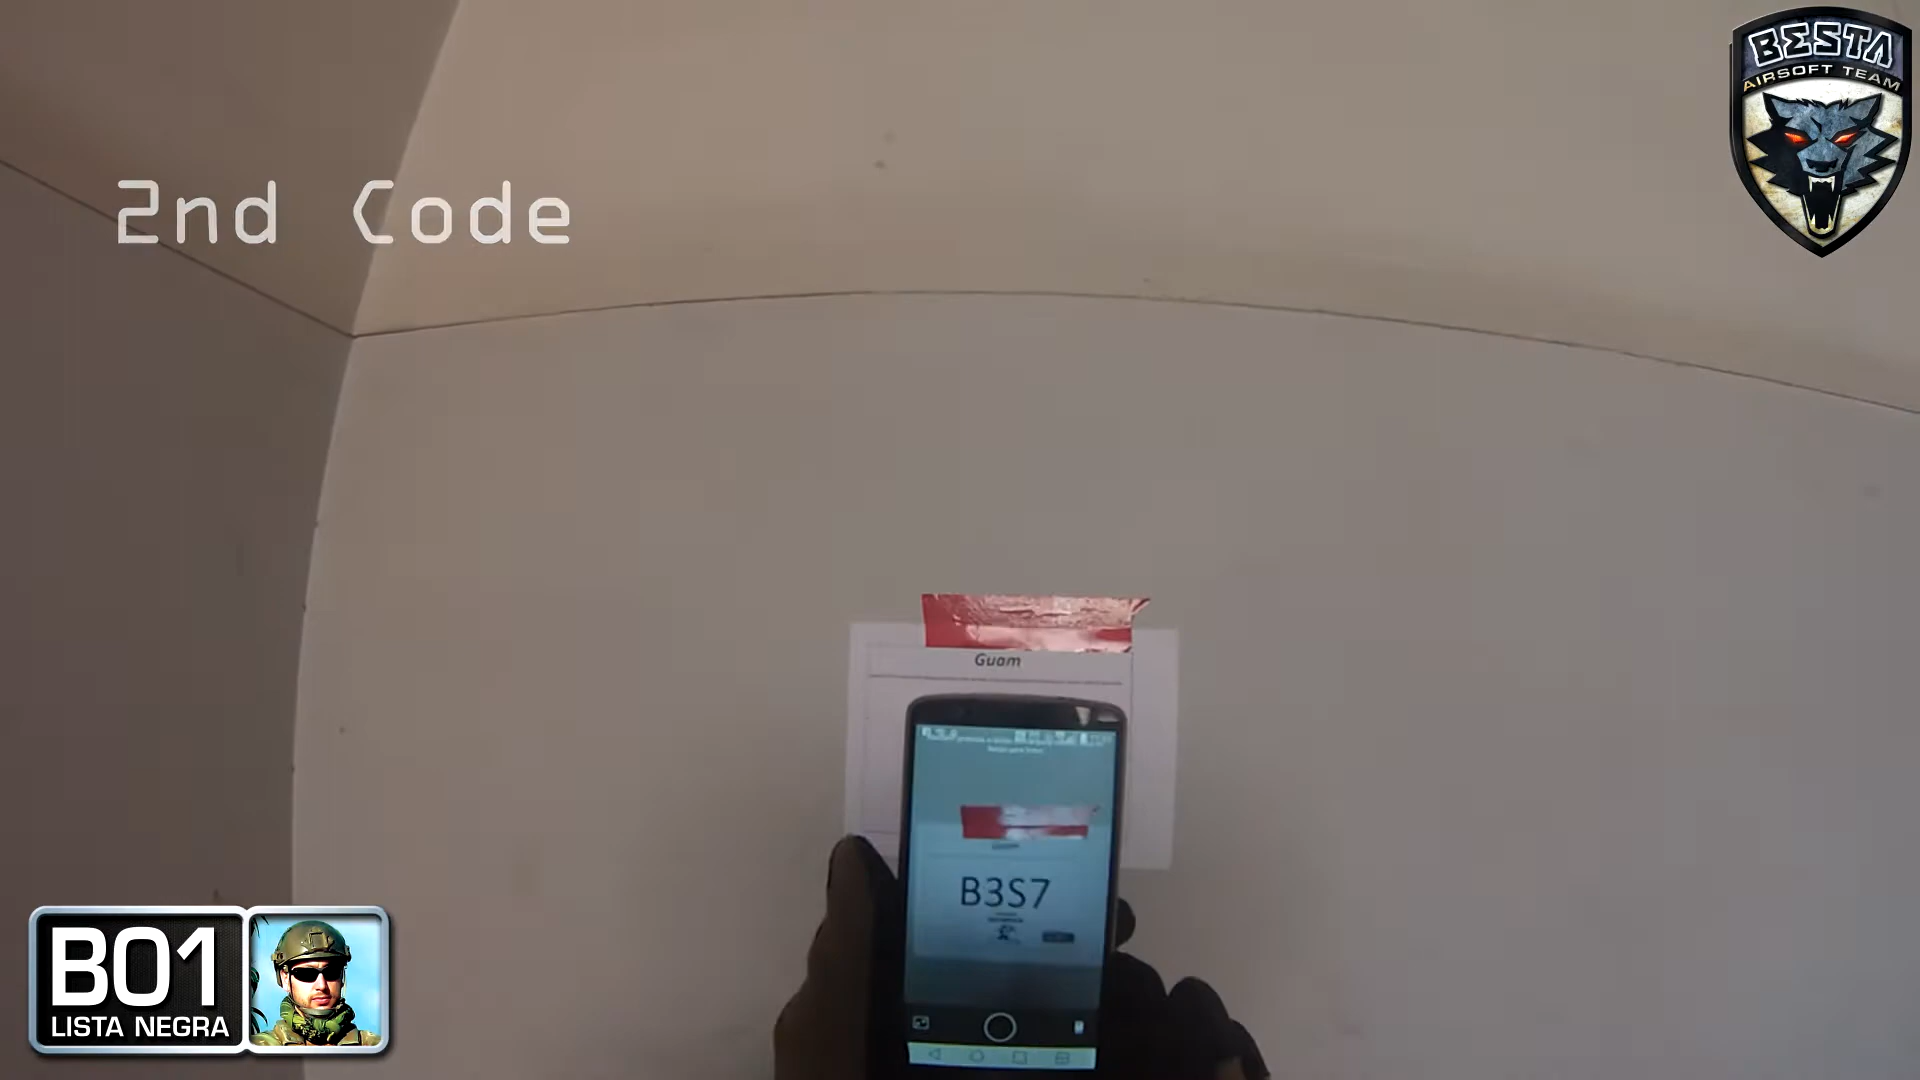 BESTA
AIRSOFT TEAM
2nd Code
Guam
B3S7
B01
LISTA NEGRA